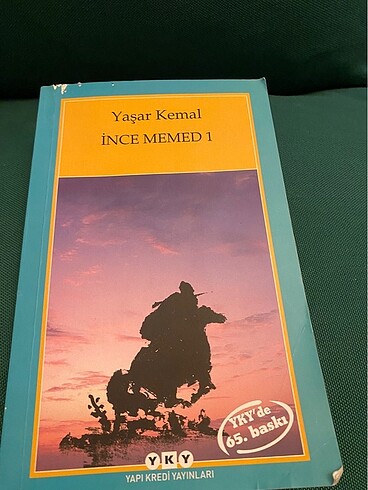 Yaşar Kemal
İNCE MEMED 1
YKY'de
65. baskı
YKY
YAPI KREDİ YAYINLARI